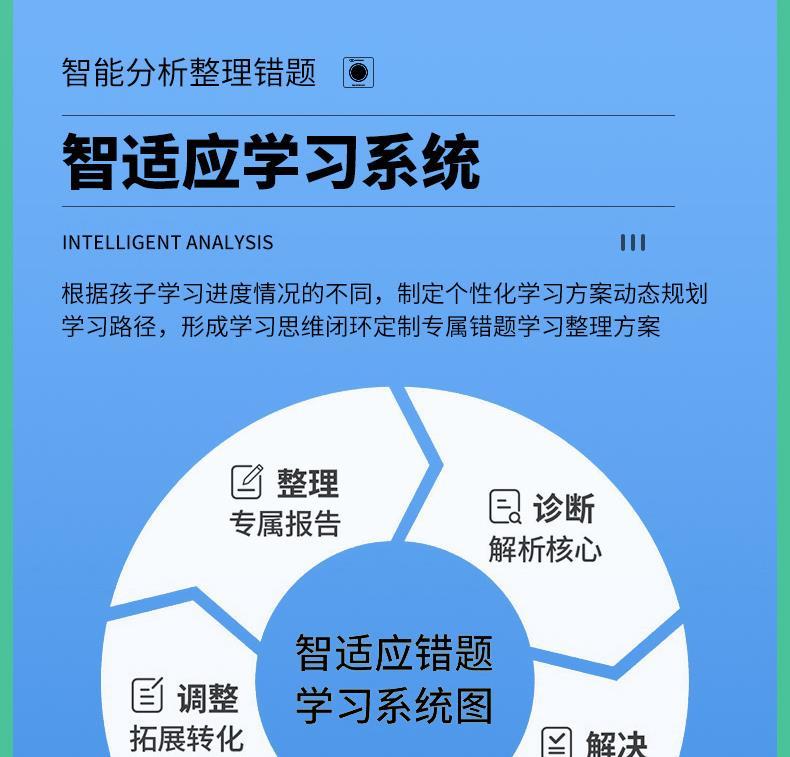 智能分析整理错题
智适应学习系统
INTELLIGENT ANALYSIS
根据孩子学习进度情况的不同，制定个性化学习方案动态规划
学习路径，形成学习思维闭环定制专属错题学习整理方案
整理
专属报告
诊断
解析核心
智适应错题
学习系统图
调整
拓展转化
解决